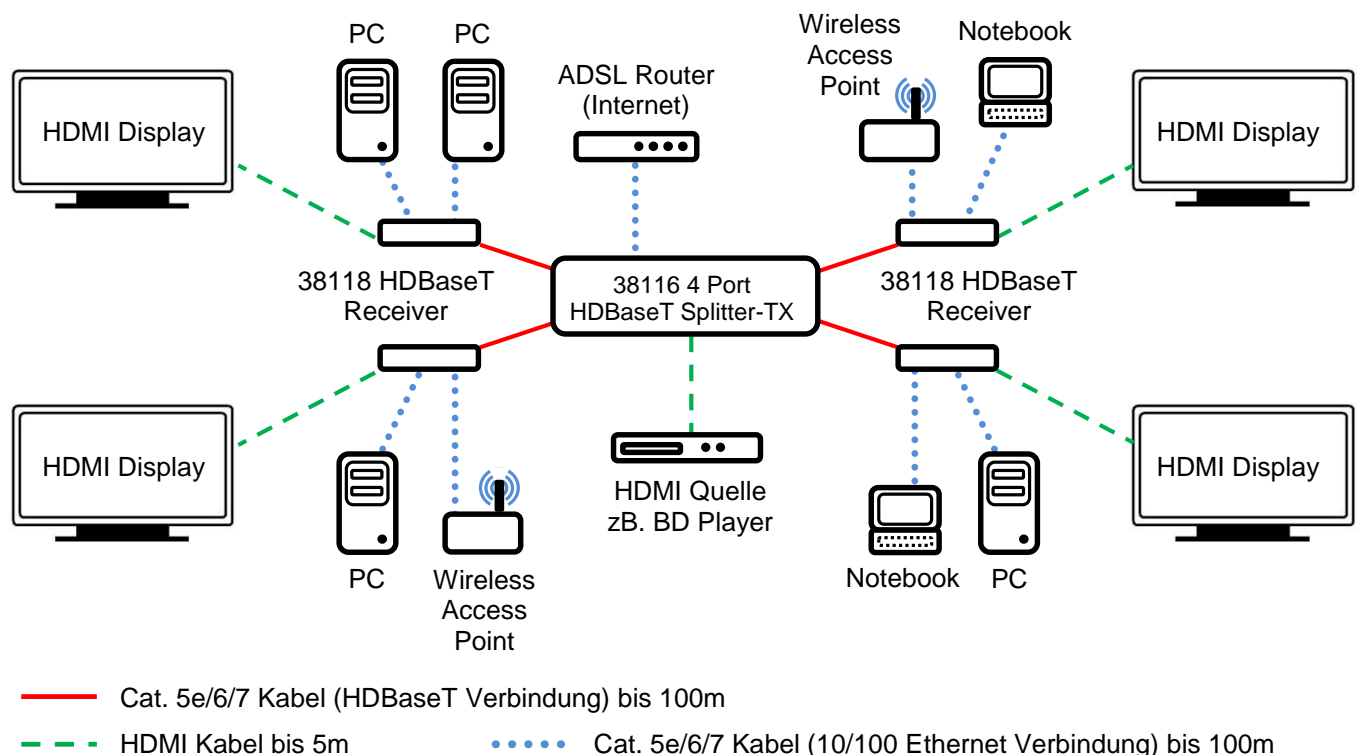 PC
PC
ADSL Router
(Internet)
Wireless
Access
Point
Notebook
HDMI Display
HDMI Display
38118 HDBaseT
Receiver
38116 4 Port
HDBaseT Splitter-TX
38118 HDBaseT
Receiver
HDMI Display
HDMI Display
HDMI Quelle
zB. BD Player
PC
Wireless
Access
Point
Notebook
PC
Cat. 5e/6/7 Kabel (HDBaseT Verbindung) bis 100m
HDMI Kabel bis 5m
Cat. 5e/6/7 Kabel (10/100 Ethernet Verbindung) bis 100m